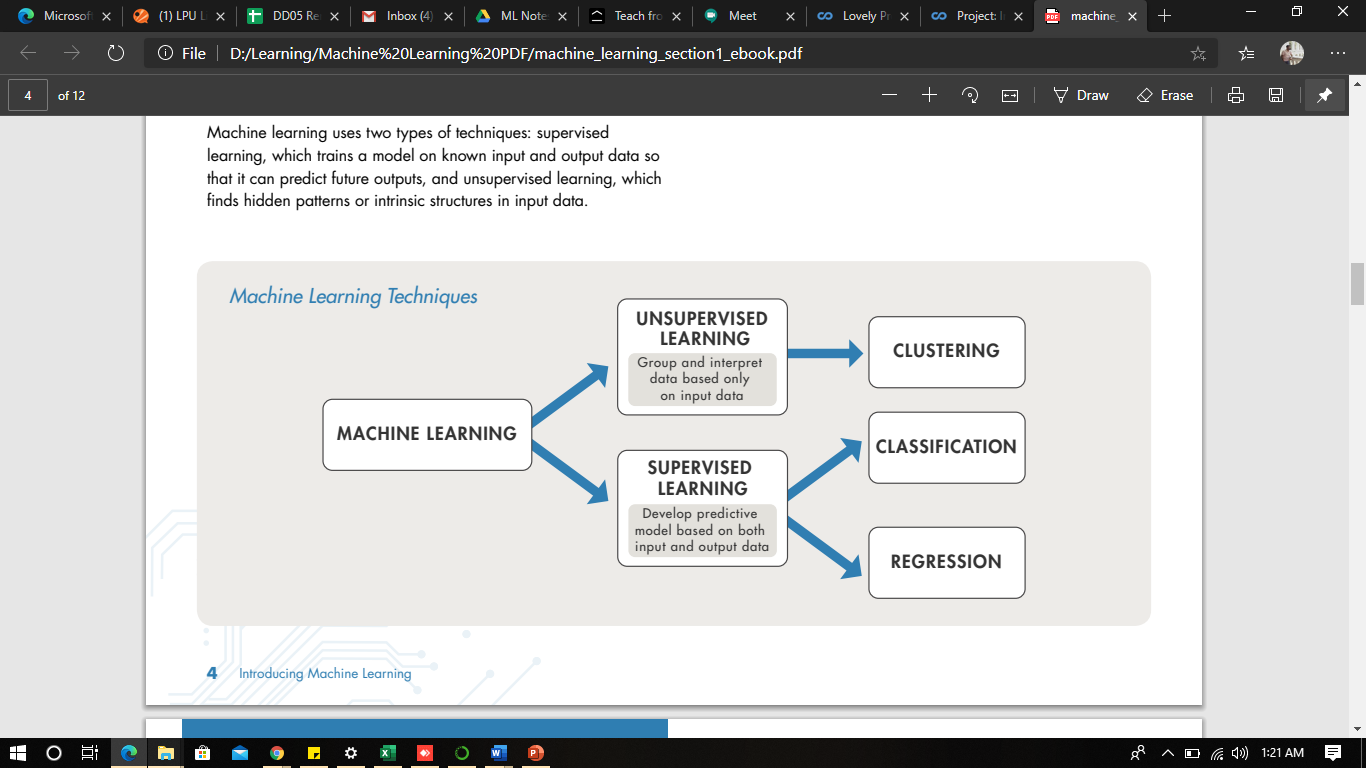 Microsoft
(1) LPU L
DD05 Re
Inbox (4)
ML Note
Teach fro
Meet
Lovely Pr
Project: I
machine_
File
D:/Learning/Machine%20Learning%20PDF/machine_learning_section1_ebook.pdf
4 of 12
Draw
Erase
Machine learning uses two types of techniques: supervised
learning, which trains a model on known input and output data so
that it can predict future outputs, and unsupervised learning, which
finds hidden patterns or intrinsic structures in input data.
Machine Learning Techniques
MACHINE LEARNING
UNSUPERVISED
LEARNING
Group and interpret
data based only
on input data
CLUSTERING
SUPERVISED
LEARNING
Develop predictive
model based on both
input and output data
CLASSIFICATION
REGRESSION
4 Introducing Machine Learning
1:21 AM